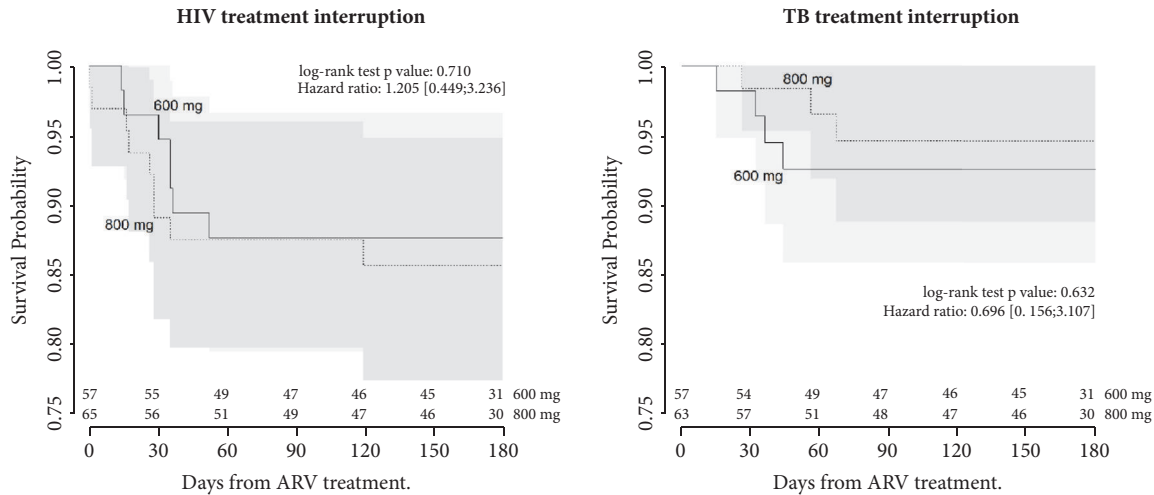 HIV treatment interruption
log-rank test p value: 0.710
Hazard ratio: 1.205 [0.449;3.236]
600 mg
800 mg
Survival Probability
1.00
0.95
0.90
0.85
0.80
0.75
57 55 49 47 46 45 31 600 mg
65 56 51 49 47 46 30 800 mg
0 30 60 90 120 150 180
Days from ARV treatment.
TB treatment interruption
800 mg
600 mg
log-rank test p value: 0.632
Hazard ratio: 0.696 [0. 156;3.107]
Survival Probability
1.00
0.95
0.90
0.85
0.80
0.75
57 54 49 47 46 45 31 600 mg
63 57 51 48 47 46 30 800 mg
0 30 60 90 120 150 180
Days from ARV treatment.